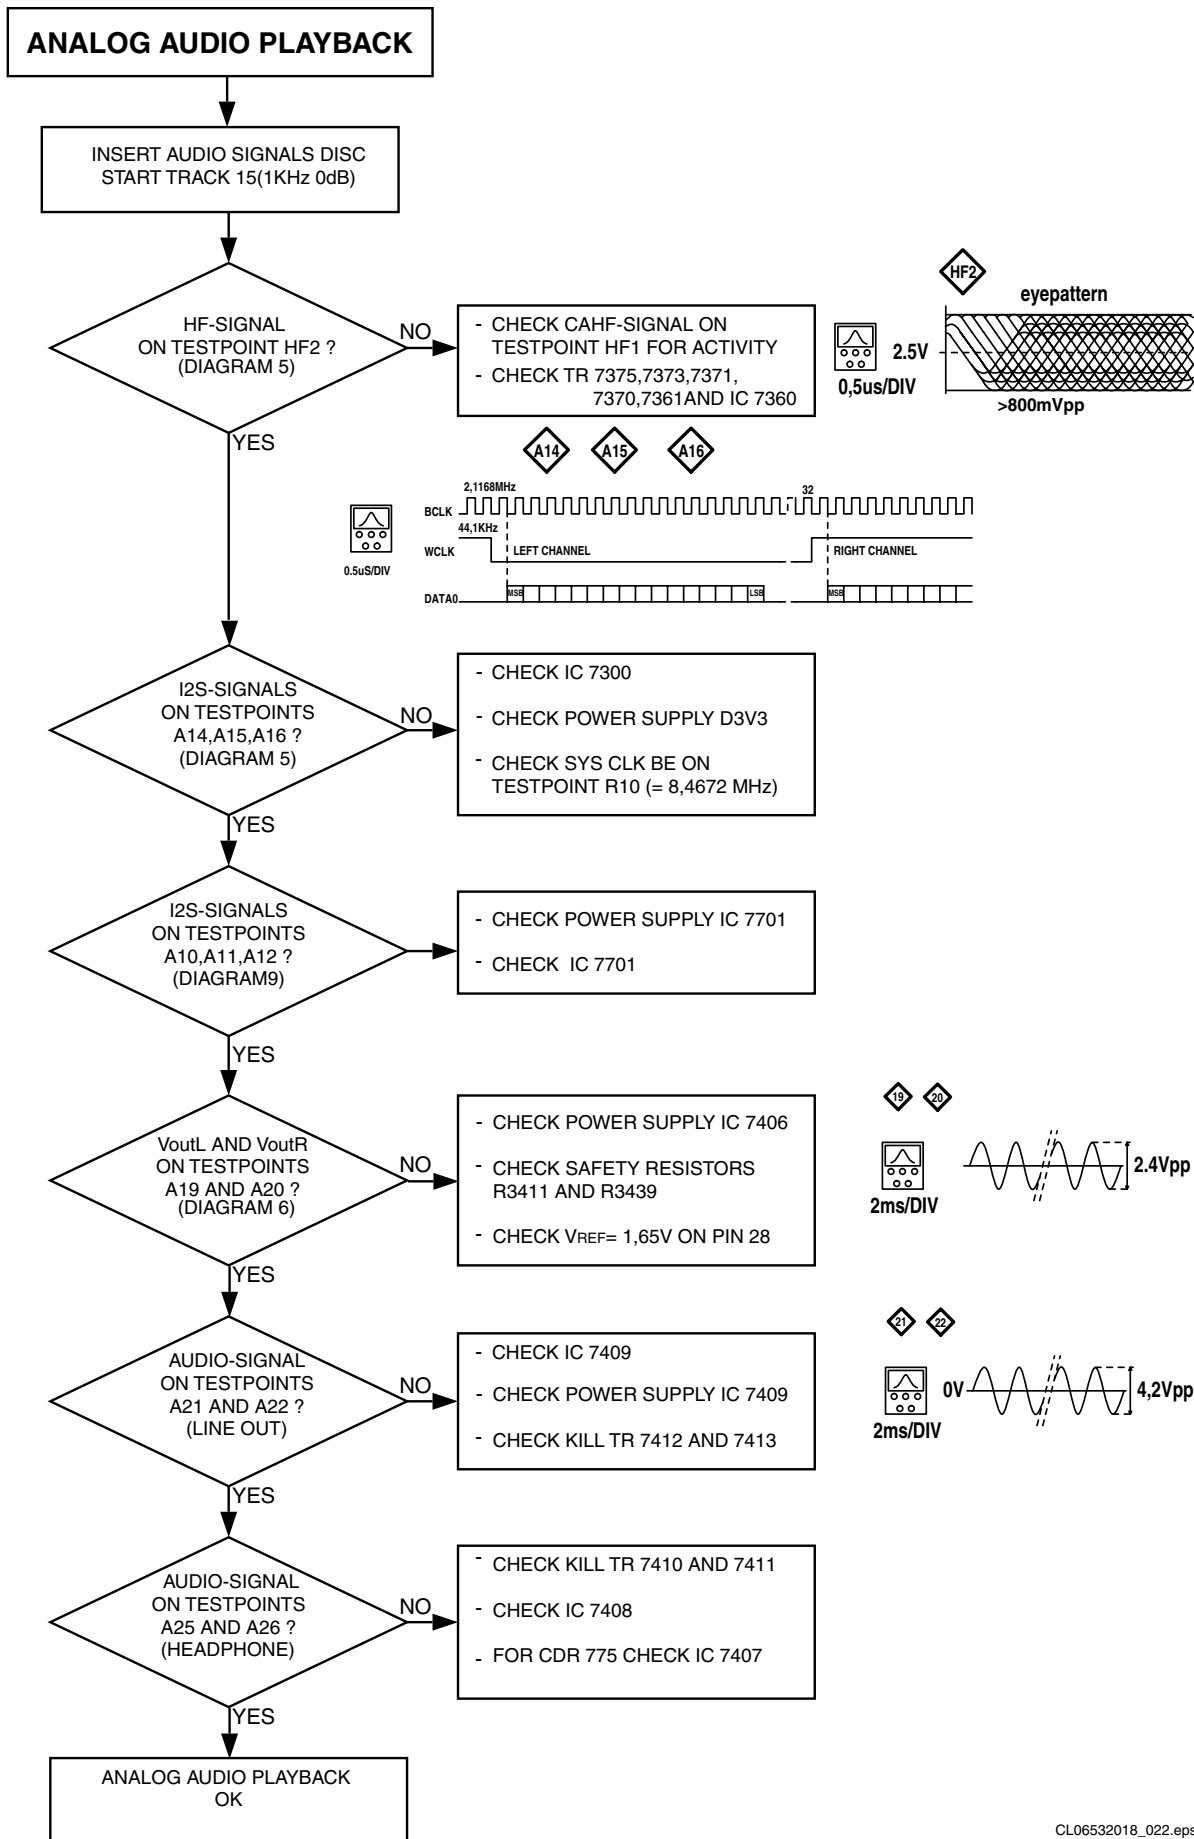 ANALOG AUDIO PLAYBACK
INSERT AUDIO SIGNALS DISC
START TRACK 15(1KHz 0dB)
HF-SIGNAL
ON TESTPOINT HF2 ?
(DIAGRAM 5)
NO
- CHECK CAHF-SIGNAL ON
TESTPOINT HF1 FOR ACTIVITY
- CHECK TR 7375,7373,7371,
7370,7361AND IC 7360
HF2
eyepattern
2.5V
0,5us/DIV
>800mVpp
YES
A14 A15 A16
2,1168MHz
32
BCLK
44,1KHz
WCLK
LEFT CHANNEL
RIGHT CHANNEL
0.5uS/DIV
DATA0
MSB
LSB
MSB
I2S-SIGNALS
ON TESTPOINTS
A14,A15,A16 ?
(DIAGRAM 5)
NO
- CHECK IC 7300
- CHECK POWER SUPPLY D3V3
- CHECK SYS CLK BE ON
TESTPOINT R10 (= 8,4672 MHz)
YES
I2S-SIGNALS
ON TESTPOINTS
A10,A11,A12 ?
(DIAGRAM9)
- CHECK POWER SUPPLY IC 7701
- CHECK IC 7701
YES
VoutL AND VoutR
ON TESTPOINTS
A19 AND A20 ?
(DIAGRAM 6)
NO
- CHECK POWER SUPPLY IC 7406
- CHECK SAFETY RESISTORS
R3411 AND R3439
- CHECK VREF= 1,65V ON PIN 28
19 20
2.4Vpp
2ms/DIV
YES
AUDIO-SIGNAL
ON TESTPOINTS
A21 AND A22 ?
(LINE OUT)
NO
- CHECK IC 7409
- CHECK POWER SUPPLY IC 7409
- CHECK KILL TR 7412 AND 7413
21 22
0V
4,2Vpp
2ms/DIV
YES
AUDIO-SIGNAL
ON TESTPOINTS
A25 AND A26 ?
(HEADPHONE)
NO
- CHECK KILL TR 7410 AND 7411
- CHECK IC 7408
- FOR CDR 775 CHECK IC 7407
YES
ANALOG AUDIO PLAYBACK
OK
CL06532018_022.eps